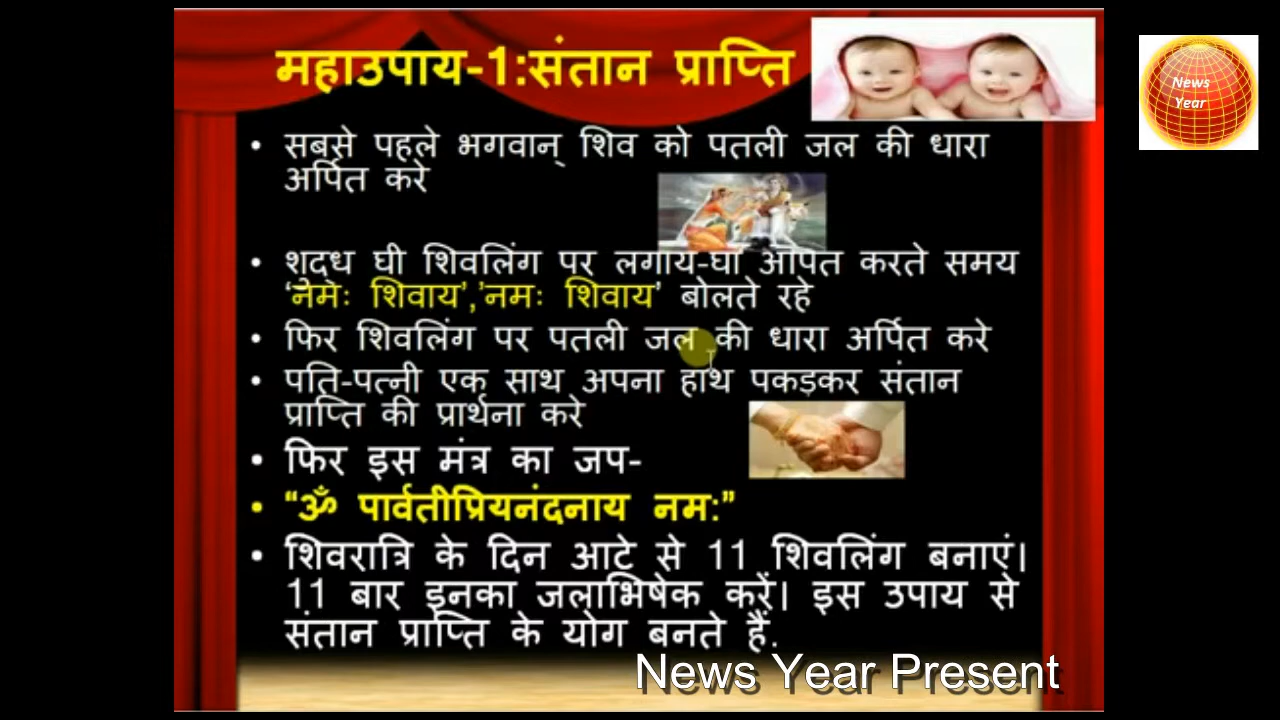 महाउपाय-1:संतान प्राप्ति
News
Year
• सबसे पहले भगवान् शिव को पतली जल की धारा
अर्पित करे
• शुद्ध घी शिवलिंग पर लगाये-घी अर्पित करते समय
‘नमः शिवाय’,’नमः शिवाय’ बोलते रहे
• फिर शिवलिंग पर पतली जल की धारा अर्पित करे
• पति-पत्नी एक साथ अपना हाथ पकड़कर संतान
प्राप्ति की प्रार्थना करे
• फिर इस मंत्र का जप-
• “ॐ पार्वतीप्रियनंदनाय नम:”
• शिवरात्रि के दिन आटे से 11 शिवलिंग बनाएं।
11 बार इनका जलाभिषेक करें। इस उपाय से
संतान प्राप्ति के योग बनते हैं.
News Year Present